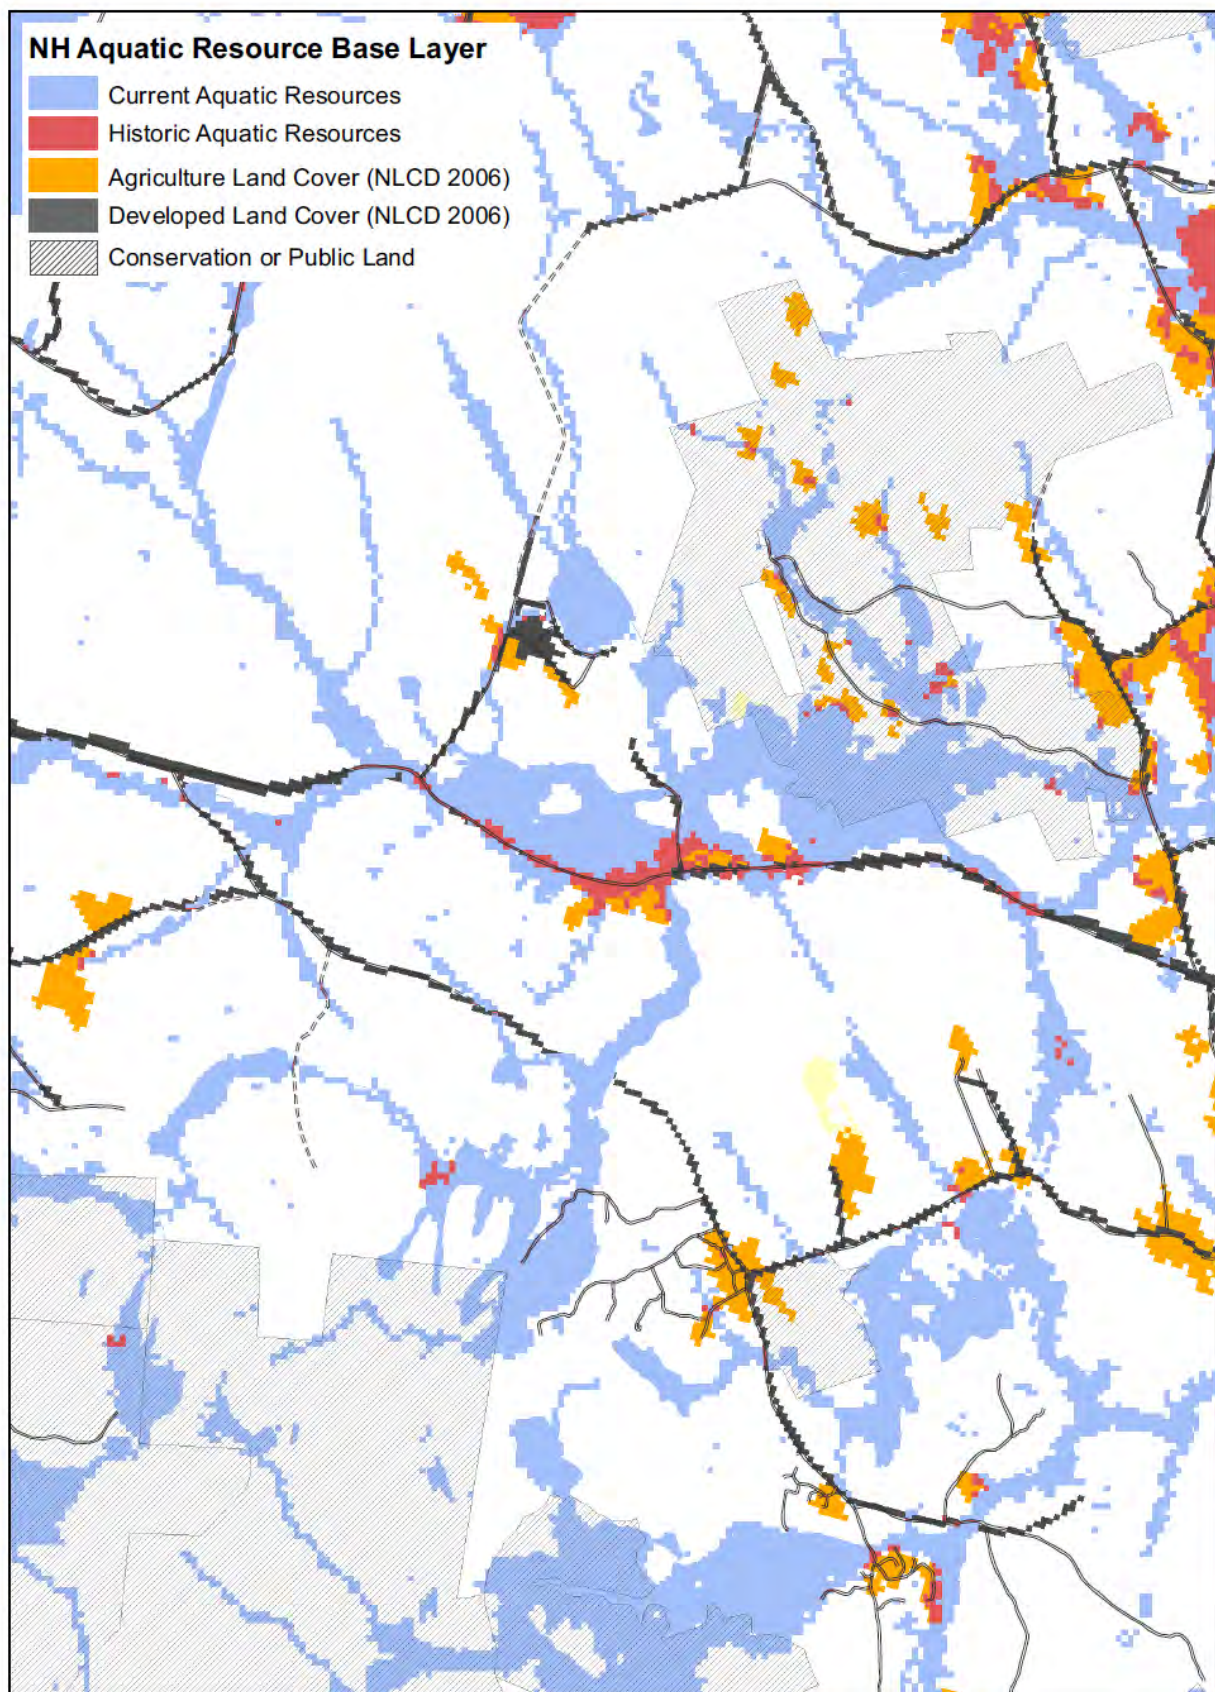 NH Aquatic Resource Base Layer
Current Aquatic Resources
Historic Aquatic Resources
Agriculture Land Cover (NLCD 2006)
Developed Land Cover (NLCD 2006)
Conservation or Public Land